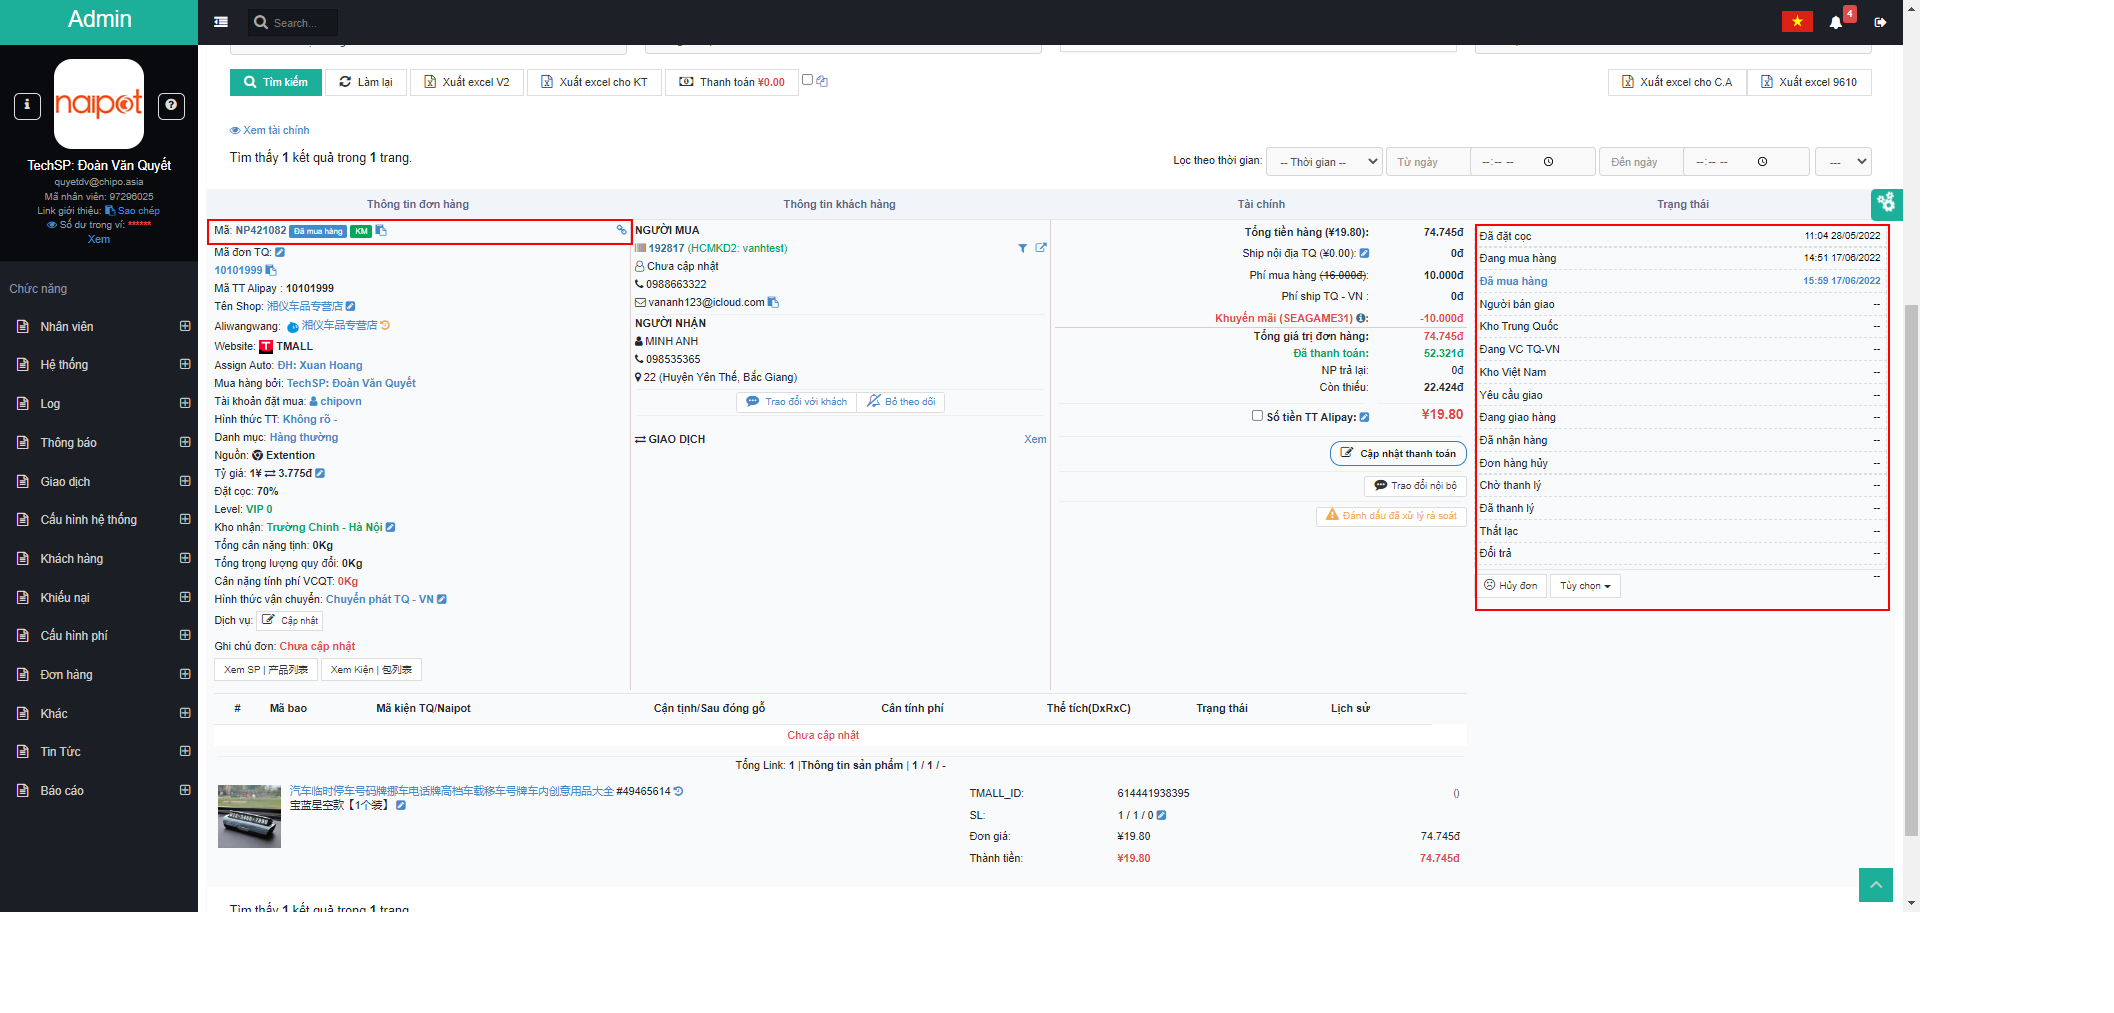 Admin
Search...
4
Tìm kiếm
Làm lại
Xuất excel V2
Xuất excel cho KT
Thanh toán ¥0.00
Xuất excel cho C.A
Xuất excel 9610
naipot
TechSP: Đoàn Văn Quyết
quyetdv@chipo.asia
Mã nhân viên: 97296025
Link giới thiệu: Sao chép
Số dư trong ví: ******
Xem
Chức năng
Nhân viên
Hệ thống
Log
Thông báo
Giao dịch
Cấu hình hệ thống
Khách hàng
Khiếu nại
Cấu hình phí
Đơn hàng
Khác
Tin Tức
Báo cáo
Xem tài chính
Tìm thấy 1 kết quả trong 1 trang.
Lọc theo thời gian:
-- Thời gian --
Từ ngày
--:-- --
Đến ngày
--:-- --
---
Thông tin đơn hàng
Thông tin khách hàng
Tài chính
Trạng thái
Mã: NP421082 Đã mua hàng KM
Mã đơn TQ:
10101999
Mã TT Alipay : 10101999
Tên Shop: 湘仪车品专营店
Aliwangwang: 湘仪车品专营店
Website: TMALL
Assign Auto: ĐH: Xuan Hoang
Mua hàng bởi: TechSP: Đoàn Văn Quyết
Tài khoản đặt mua: chipovn
Hình thức TT: Không rõ -
Danh mục: Hàng thường
Nguồn: Extention
Tỷ giá: 1¥ ⇄ 3.775đ
Đặt cọc: 70%
Level: VIP 0
Kho nhận: Trường Chinh - Hà Nội
Tổng cân nặng tịnh: 0Kg
Tổng trọng lượng quy đổi: 0Kg
Cân nặng tính phí VCQT: 0Kg
Hình thức vận chuyển: Chuyển phát TQ - VN
Dịch vụ: Cập nhật
Ghi chú đơn: Chưa cập nhật
Xem SP | 产品列表
Xem Kiện | 包列表
NGƯỜI MUA
192817 (HCMKD2: vanhtest)
Chưa cập nhật
0988663322
vananh123@icloud.com
NGƯỜI NHẬN
MINH ANH
098535365
22 (Huyện Yên Thế, Bắc Giang)
Trao đổi với khách
Bỏ theo dõi
GIAO DỊCH
Xem
Tổng tiền hàng (¥19.80): 74.745đ
Ship nội địa TQ (¥0.00): 0đ
Phí mua hàng (16.000đ): 10.000đ
Phí ship TQ - VN : 0đ
Khuyến mãi (SEAGAME31) : -10.000đ
Tổng giá trị đơn hàng: 74.745đ
Đã thanh toán: 52.321đ
NP trả lại: 0đ
Còn thiếu: 22.424đ
Số tiền TT Alipay: ¥19.80
Cập nhật thanh toán
Trao đổi nội bộ
Đánh dấu đã xử lý rà soát
Đã đặt cọc 11:04 28/05/2022
Đang mua hàng 14:51 17/06/2022
Đã mua hàng 15:59 17/06/2022
Người bán giao --
Kho Trung Quốc --
Đang VC TQ-VN --
Kho Việt Nam --
Yêu cầu giao --
Đang giao hàng --
Đã nhận hàng --
Đơn hàng hủy --
Chờ thanh lý --
Đã thanh lý --
Thất lạc --
Đổi trả --
--
Hủy đơn
Tùy chọn
# Mã bao Mã kiện TQ/Naipot Cận tịnh/Sau đóng gỗ Cân tính phí Thể tích(DxRxC) Trạng thái Lịch sử
Chưa cập nhật
Tổng Link: 1 |Thông tin sản phẩm | 1 / 1 / -
汽车临时停车号码牌挪车电话牌高档车载移车号牌车内创意用品大全 #49465614
宝蓝星空款【1个装】
TMALL_ID: 614441938395 ()
SL: 1 / 1 / 0
Đơn giá: ¥19.80 74.745đ
Thành tiền: ¥19.80 74.745đ
Tìm thấy 1 kết quả trong 1 trang.